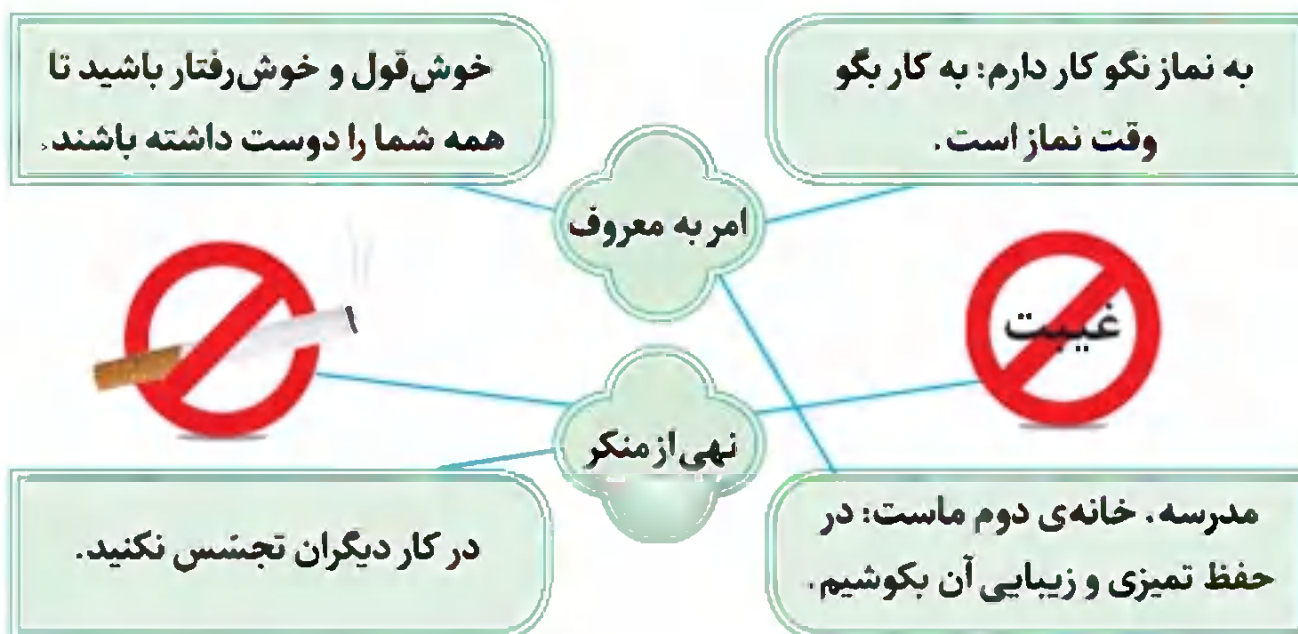 به نماز نگو کار دارم؛ به کار بگو
وقت نماز است.
خوش‌قول و خوش‌رفتار باشید تا
همه شما را دوست داشته باشند.
امر به معروف
غیبت
نهی از منکر
مدرسه، خانه‌ی دوم ماست؛ در
حفظ تمیزی و زیبایی آن بکوشیم.
در کار دیگران تجسّس نکنید.